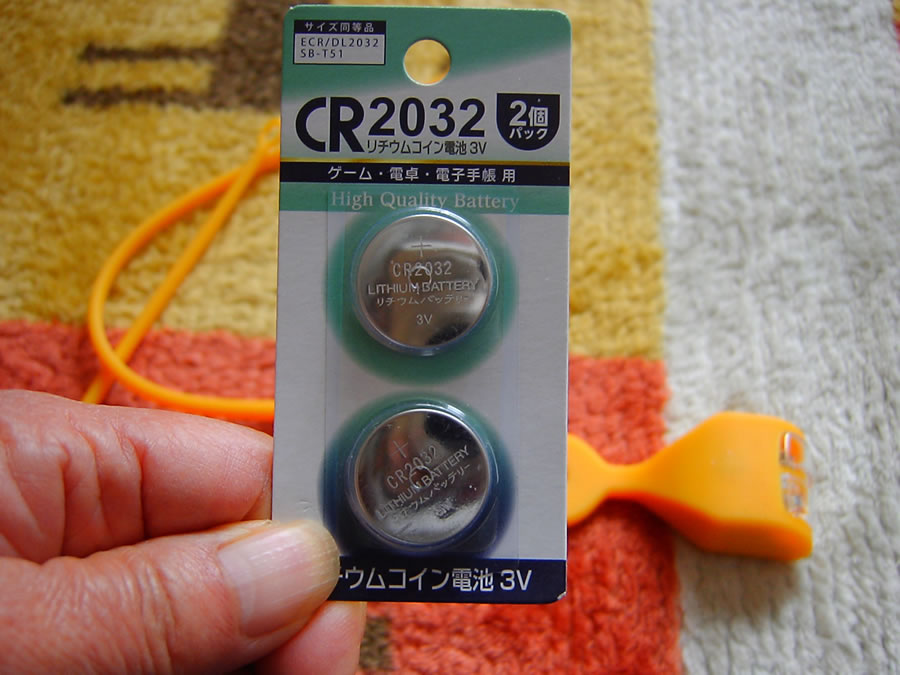 サイズ同等品
ECR/DL2032
SB-T51
CR2032
リチウムコイン電池 3V
2個
パック
ゲーム・電卓・電子手帳 用
High Quality Battery
+
CR2032
LITHIUM BATTERY
リチウムバッテリー
3V
+
CR2032
LITHIUM BATTERY
リチウムバッテリー
3V
チウムコイン電池 3V